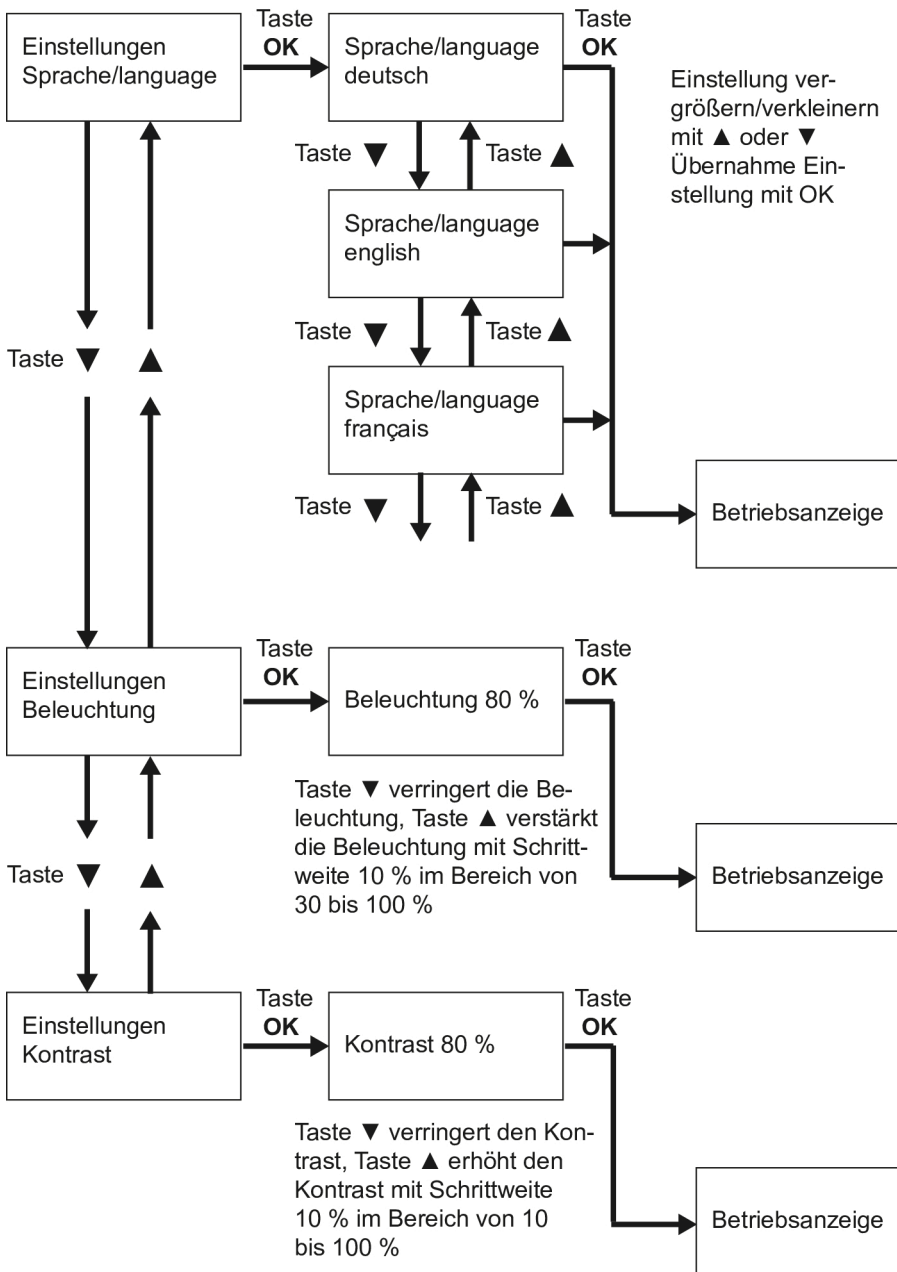 Taste
OK
Taste
OK
Einstellungen
Sprache/language
Sprache/language
deutsch
Einstellung ver-
größern/verkleinern
mit ▲ oder ▼
Übernahme Ein-
stellung mit OK
Taste ▼
Taste ▲
Sprache/language
english
Taste ▼
Taste ▲
Taste ▼ ▲
Sprache/language
français
Taste ▼
Taste ▲
Betriebsanzeige
Einstellungen
Beleuchtung
Taste
OK
Beleuchtung 80 %
Taste
OK
Taste ▼ verringert die Be-
leuchtung, Taste ▲ verstärkt
die Beleuchtung mit Schritt-
weite 10 % im Bereich von
30 bis 100 %
Taste ▼ ▲
Betriebsanzeige
Einstellungen
Kontrast
Taste
OK
Kontrast 80 %
Taste
OK
Taste ▼ verringert den Kon-
trast, Taste ▲ erhöht den
Kontrast mit Schrittweite
10 % im Bereich von 10
bis 100 %
Betriebsanzeige